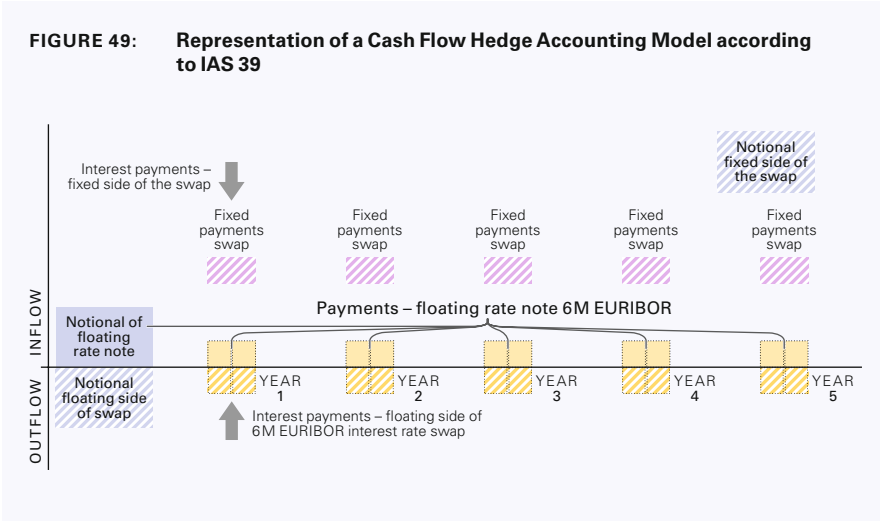 FIGURE 49: Representation of a Cash Flow Hedge Accounting Model according
to IAS 39
Notional
fixed side of
the swap
Interest payments –
fixed side of the swap
Fixed
payments
swap
Fixed
payments
swap
Fixed
payments
swap
Fixed
payments
swap
Fixed
payments
swap
INFLOW
Payments – floating rate note 6M EURIBOR
Notional of
floating
rate note
OUTFLOW
Notional
floating side
of swap
YEAR
1
YEAR
2
YEAR
3
YEAR
4
YEAR
5
Interest payments – floating side of
6M EURIBOR interest rate swap